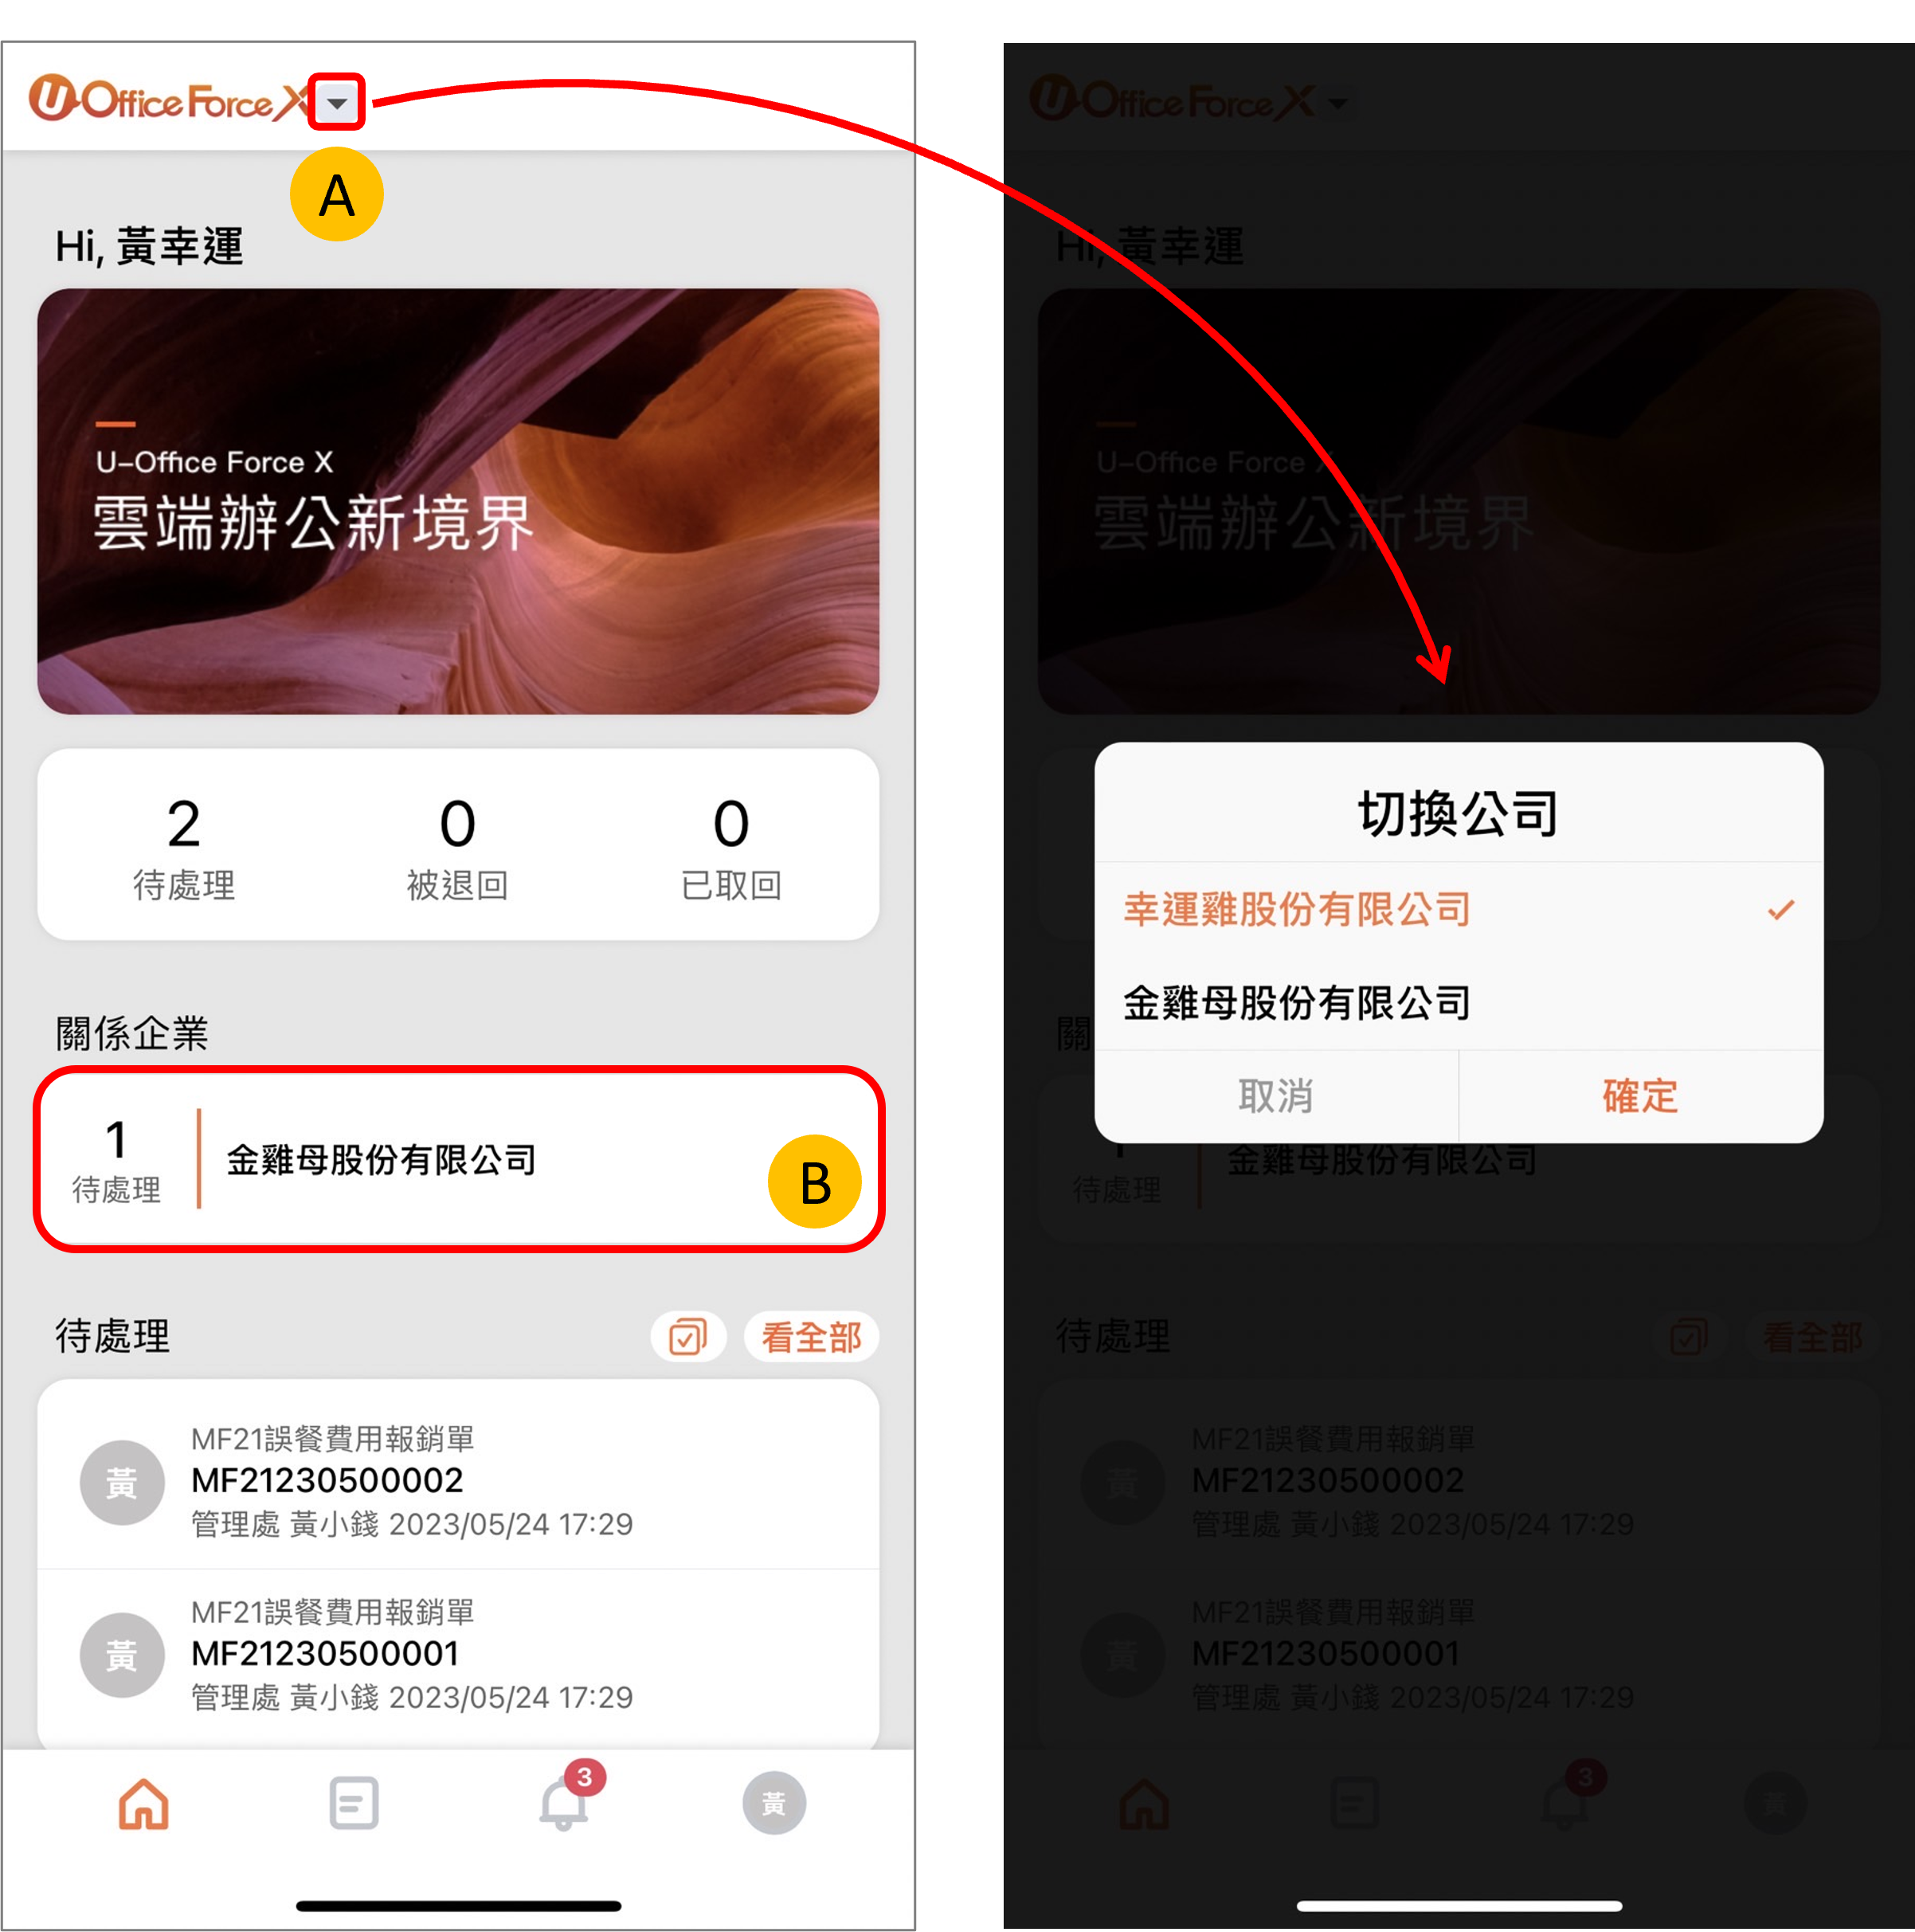 U-Office Force X
A
Hi, 黃幸運
U-Office Force X
雲端辦公新境界
2
待處理
0
被退回
0
已取回
關係企業
1
待處理
金雞母股份有限公司
B
待處理
看全部
黃
MF21誤餐費用報銷單
MF21230500002
管理處 黃小錢 2023/05/24 17:29
黃
MF21誤餐費用報銷單
MF21230500001
管理處 黃小錢 2023/05/24 17:29
3
黃
U-Office Force X
Hi, 黃幸運
U-Office Force X
雲端辦公新境界
切換公司
幸運雞股份有限公司
金雞母股份有限公司
取消
確定
關
待處理
金雞母股份有限公司
待處理
看全部
黃
MF21誤餐費用報銷單
MF21230500002
管理處 黃小錢 2023/05/24 17:29
黃
MF21誤餐費用報銷單
MF21230500001
管理處 黃小錢 2023/05/24 17:29
3
黃